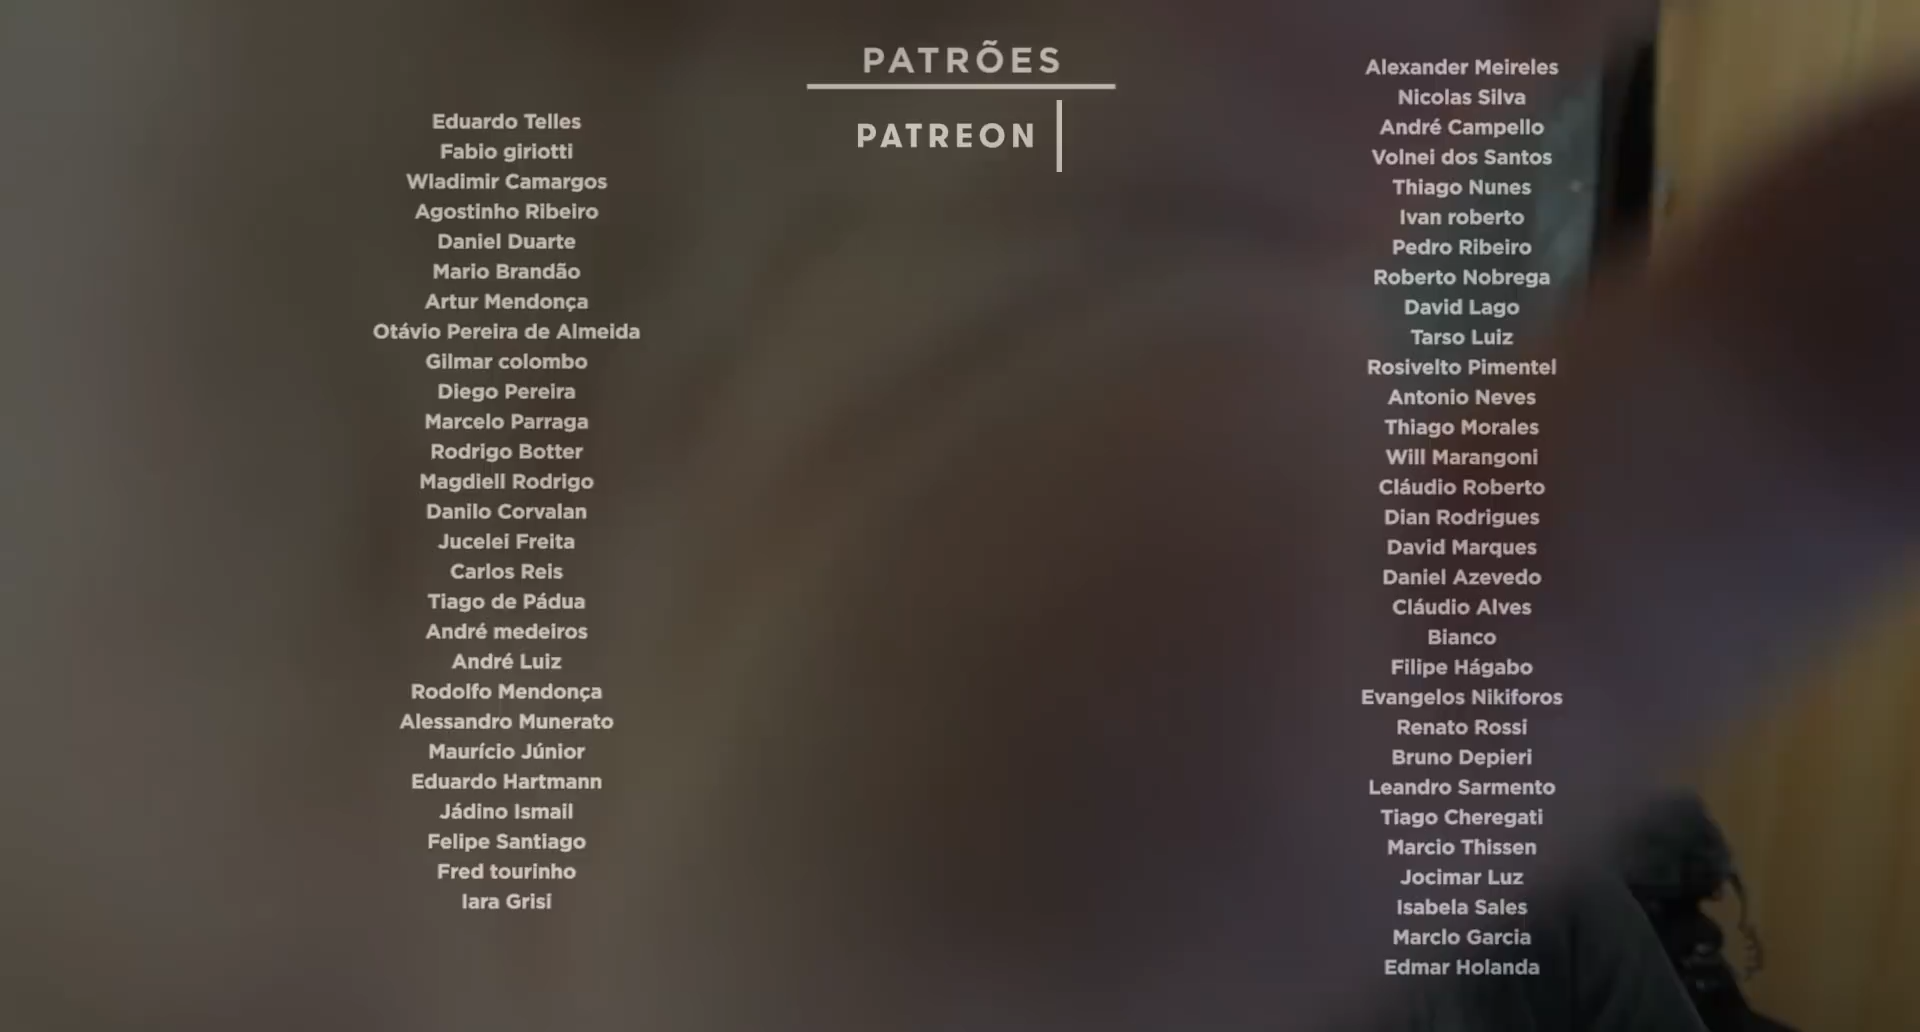 PATRÕES
PATREON
Eduardo Telles
Fabio giriotti
Wladimir Camargos
Agostinho Ribeiro
Daniel Duarte
Mario Brandão
Artur Mendonça
Otávio Pereira de Almeida
Gilmar colombo
Diego Pereira
Marcelo Parraga
Rodrigo Botter
Magdiell Rodrigo
Danilo Corvalan
Jucelei Freita
Carlos Reis
Tiago de Pádua
André medeiros
André Luiz
Rodolfo Mendonça
Alessandro Munerato
Maurício Júnior
Eduardo Hartmann
Jádino Ismail
Felipe Santiago
Fred tourinho
Iara Grisi
Alexander Meireles
Nicolas Silva
André Campello
Volnei dos Santos
Thiago Nunes
Ivan roberto
Pedro Ribeiro
Roberto Nobrega
David Lago
Tarso Luiz
Rosivelto Pimentel
Antonio Neves
Thiago Morales
Will Marangoni
Cláudio Roberto
Dian Rodrigues
David Marques
Daniel Azevedo
Cláudio Alves
Bianco
Filipe Hágabo
Evangelos Nikiforos
Renato Rossi
Bruno Depieri
Leandro Sarmento
Tiago Cheregati
Marcio Thissen
Jocimar Luz
Isabela Sales
Marclo Garcia
Edmar Holanda